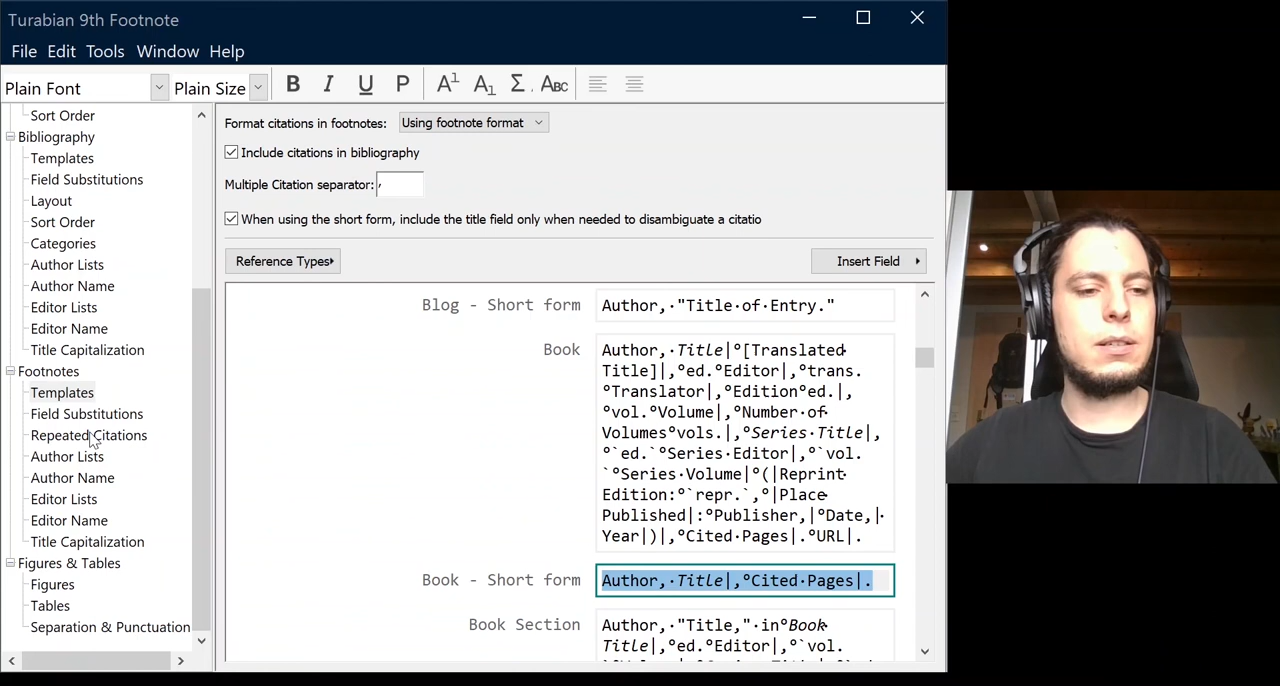 Turabian 9th Footnote
File Edit Tools Window Help
Plain Font Plain Size B I U P A1 A1 Σ ABC
Sort Order
Bibliography
Templates
Field Substitutions
Layout
Sort Order
Categories
Author Lists
Author Name
Editor Lists
Editor Name
Title Capitalization
Footnotes
Templates
Field Substitutions
Repeated Citations
Author Lists
Author Name
Editor Lists
Editor Name
Title Capitalization
Figures & Tables
Figures
Tables
Separation & Punctuation
Format citations in footnotes: Using footnote format
Include citations in bibliography
Multiple Citation separator: ,
When using the short form, include the title field only when needed to disambiguate a citatio
Reference Types Insert Field
Blog - Short form Author,·"Title·of·Entry."
Book Author,·Title|°[Translated·
Title]|,°ed.°Editor|,°trans.
°Translator|,°Edition°ed.|,
°vol.°Volume|,°Number·of·
Volumes°vols.|,°Series·Title|,
°`ed.`°Series·Editor|,°`vol.
`°Series·Volume|°(|Reprint·
Edition:°`repr.`,°|Place·
Published|:°Publisher,|°Date,|·
Year|)|,°Cited·Pages|.°URL|.
Book - Short form Author,·Title|,°Cited·Pages|.
Book Section Author,·"Title,"·in°Book·
Title|,°ed.°Editor|,°`vol.